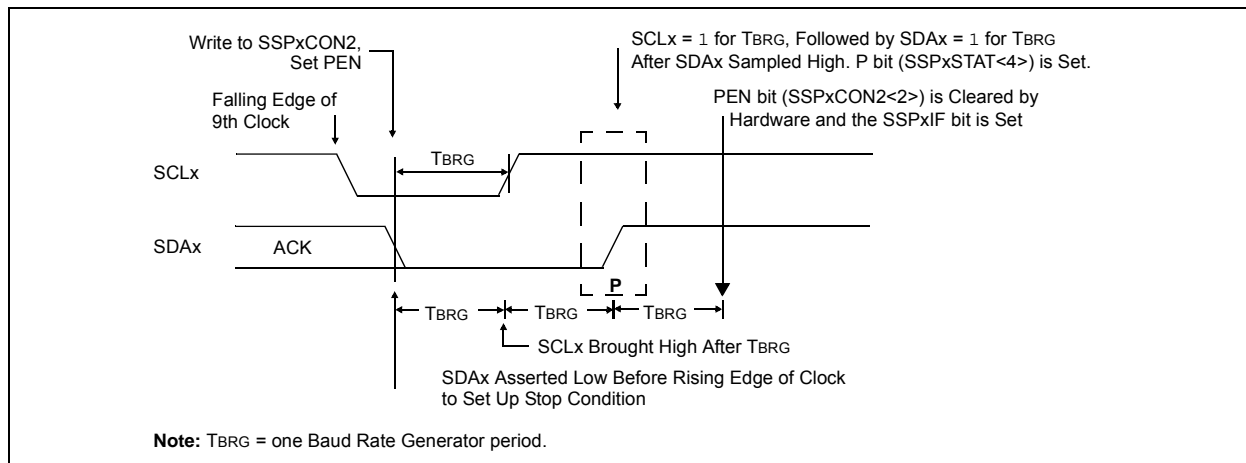 Write to SSPxCON2,
Set PEN
SCLx = 1 for TBRG, Followed by SDAx = 1 for TBRG
After SDAx Sampled High. P bit (SSPxSTAT<4>) is Set.
Falling Edge of
9th Clock
PEN bit (SSPxCON2<2>) is Cleared by
Hardware and the SSPxIF bit is Set
SCLx
TBRG
SDAx
ACK
P
TBRG
TBRG
TBRG
SCLx Brought High After TBRG
SDAx Asserted Low Before Rising Edge of Clock
to Set Up Stop Condition
Note: TBRG = one Baud Rate Generator period.